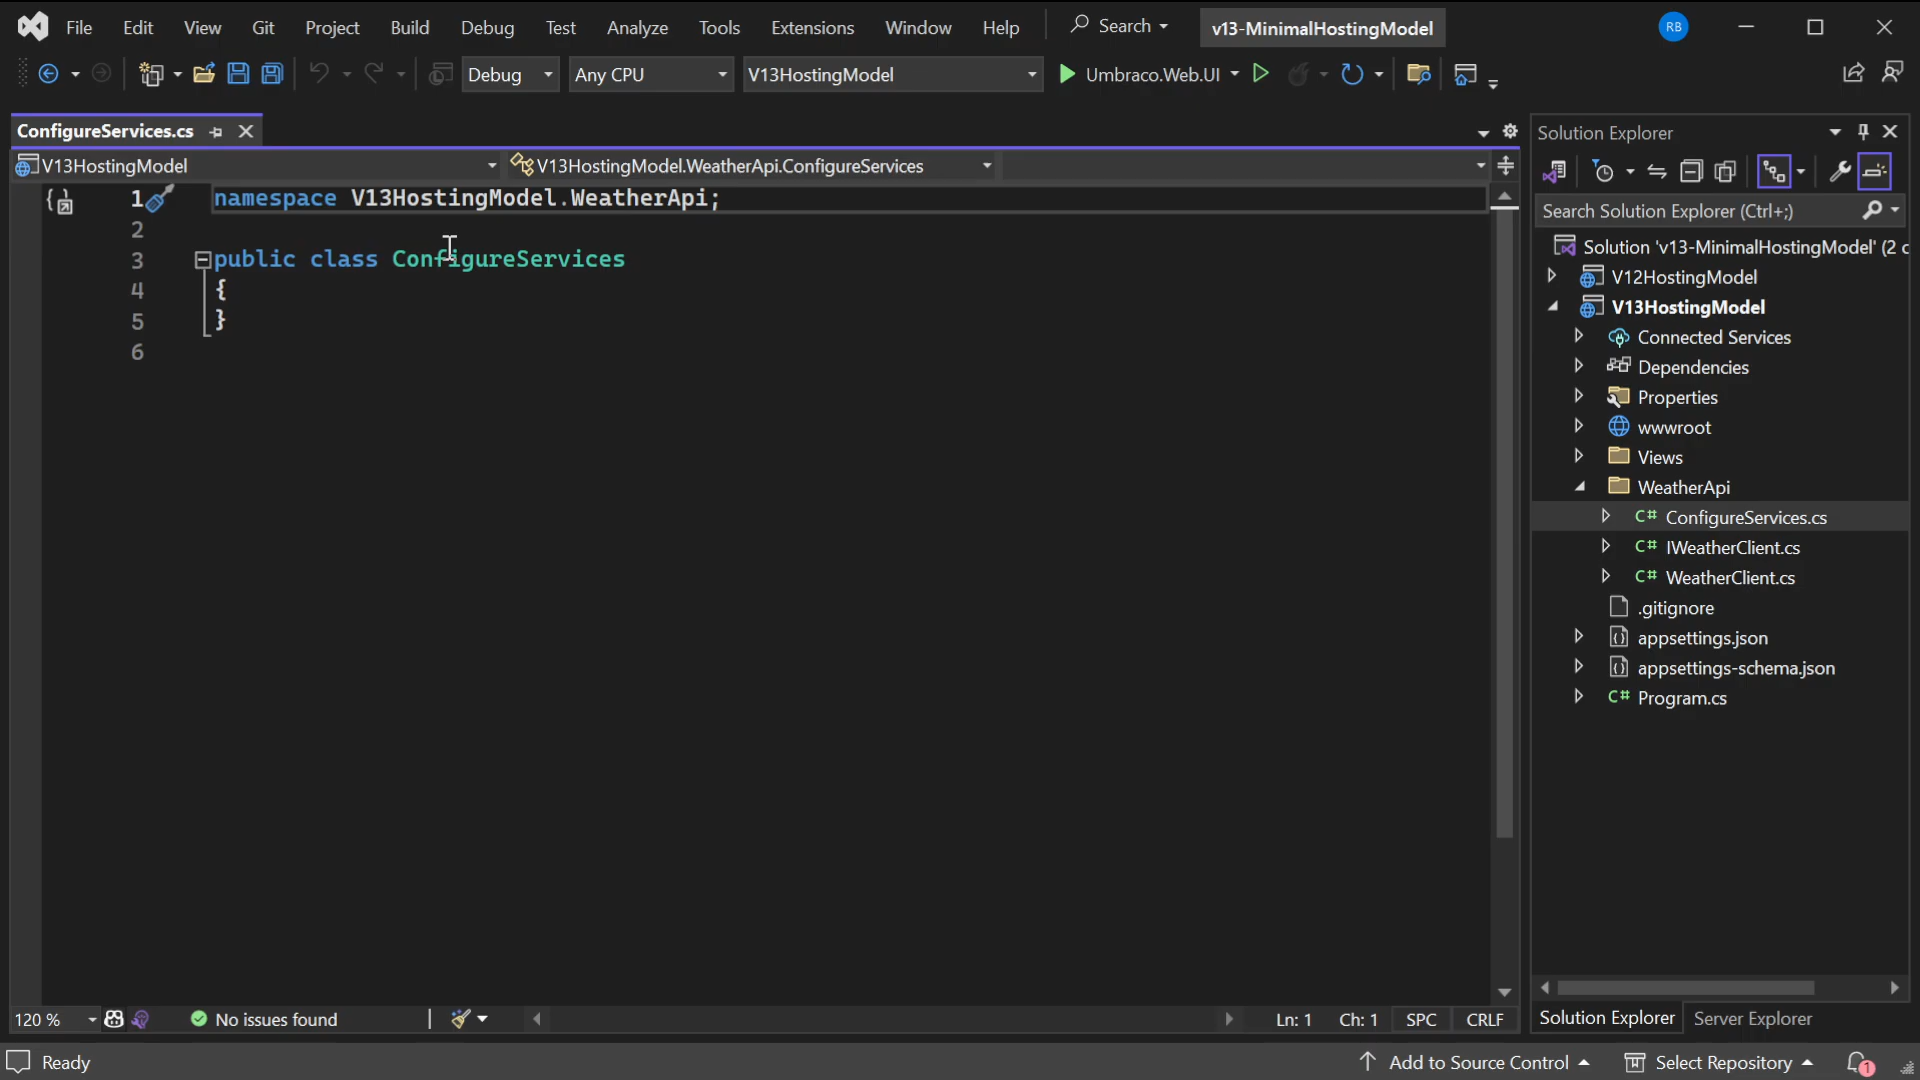 File Edit View Git Project Build Debug Test Analyze Tools Extensions Window Help Search v13-MinimalHostingModel RB
Debug Any CPU V13HostingModel Umbraco.Web.UI
ConfigureServices.cs
V13HostingModel V13HostingModel.WeatherApi.ConfigureServices
1 namespace V13HostingModel.WeatherApi;
2
3 public class ConfigureServices
4 {
5 }
6
120 % No issues found Ln: 1 Ch: 1 SPC CRLF
Solution Explorer
Search Solution Explorer (Ctrl+;)
Solution 'v13-MinimalHostingModel' (2 c
V12HostingModel
V13HostingModel
Connected Services
Dependencies
Properties
wwwroot
Views
WeatherApi
C# ConfigureServices.cs
C# IWeatherClient.cs
C# WeatherClient.cs
.gitignore
appsettings.json
appsettings-schema.json
C# Program.cs
Solution Explorer Server Explorer
Ready Add to Source Control Select Repository 1